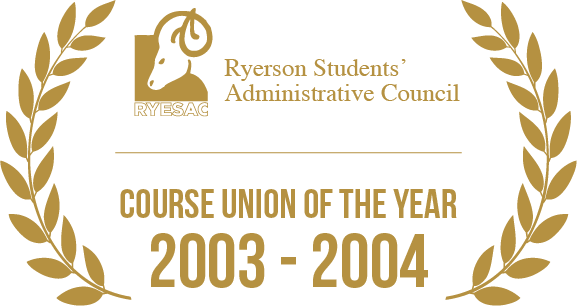 RYESAC
Ryerson Students’
Administrative Council
COURSE UNION OF THE YEAR
2003 - 2004